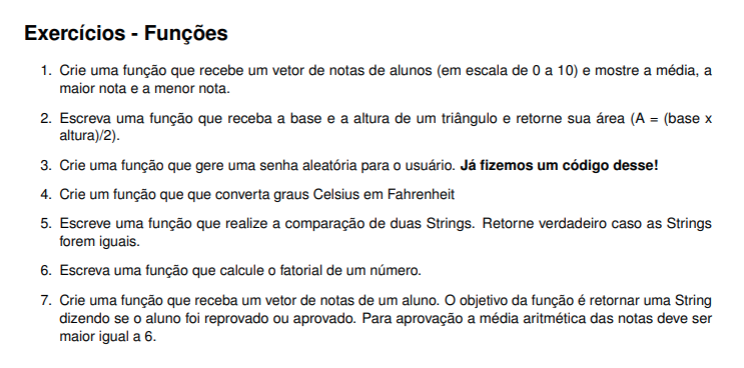 Exercícios - Funções
1. Crie uma função que recebe um vetor de notas de alunos (em escala de 0 a 10) e mostre a média, a
maior nota e a menor nota.
2. Escreva uma função que receba a base e a altura de um triângulo e retorne sua área (A = (base x
altura)/2).
3. Crie uma função que gere uma senha aleatória para o usuário. Já fizemos um código desse!
4. Crie um função que que converta graus Celsius em Fahrenheit
5. Escreve uma função que realize a comparação de duas Strings. Retorne verdadeiro caso as Strings
forem iguais.
6. Escreva uma função que calcule o fatorial de um número.
7. Crie uma função que receba um vetor de notas de um aluno. O objetivo da função é retornar uma String
dizendo se o aluno foi reprovado ou aprovado. Para aprovação a média aritmética das notas deve ser
maior igual a 6.